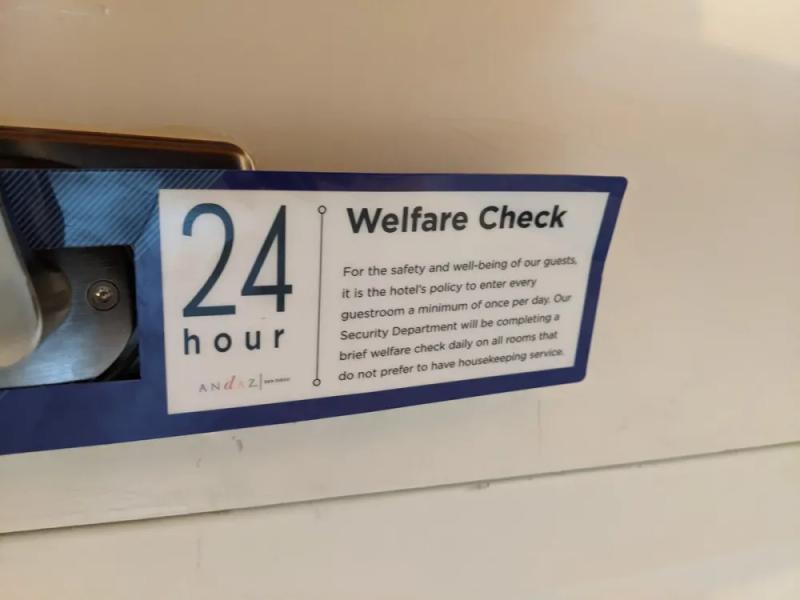 24
hour
ANdAZ
Welfare Check
For the safety and well-being of our guests,
it is the hotel's policy to enter every
guestroom a minimum of once per day. Our
Security Department will be completing a
brief welfare check daily on all rooms that
do not prefer to have housekeeping service.